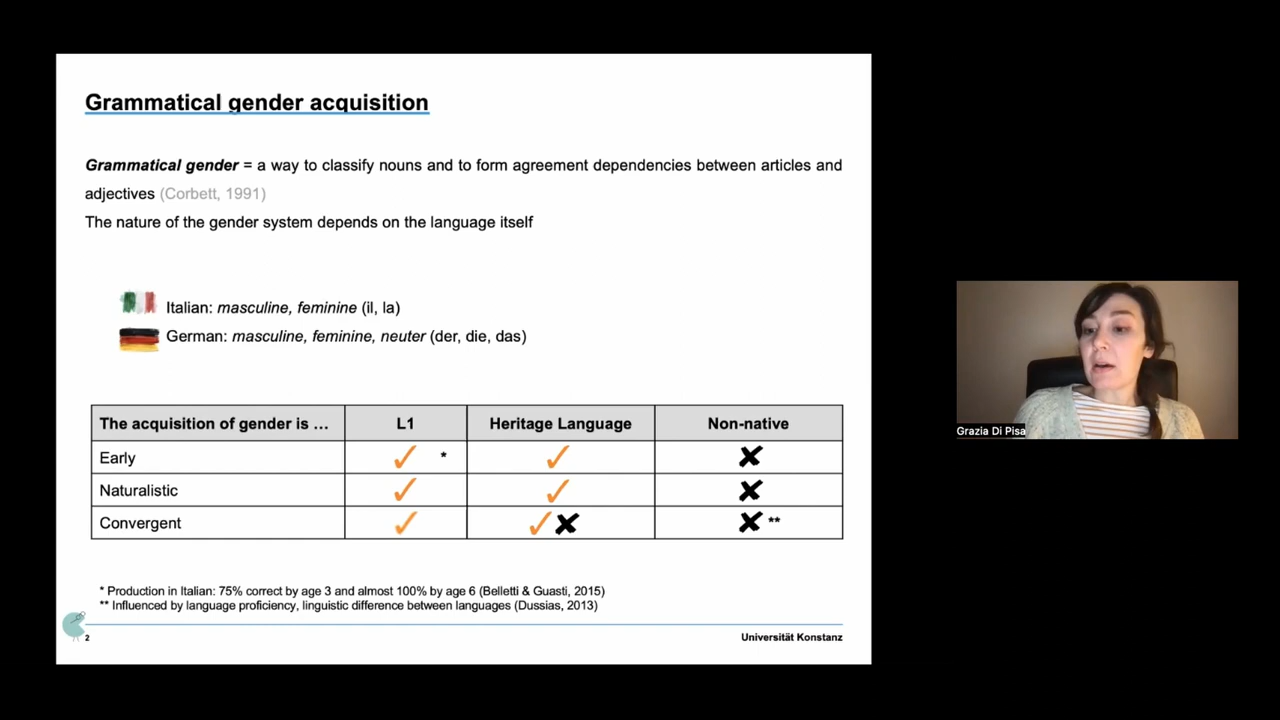 Grammatical gender acquisition
Grammatical gender = a way to classify nouns and to form agreement dependencies between articles and
adjectives (Corbett, 1991)
The nature of the gender system depends on the language itself
Italian: masculine, feminine (il, la)
German: masculine, feminine, neuter (der, die, das)
The acquisition of gender is … L1 Heritage Language Non-native
Early ✓ * ✓ ✘
Naturalistic ✓ ✓ ✘
Convergent ✓ ✓✘ ✘ **
* Production in Italian: 75% correct by age 3 and almost 100% by age 6 (Belletti & Guasti, 2015)
** Influenced by language proficiency, linguistic difference between languages (Dussias, 2013)
2 Universität Konstanz
Grazia Di Pisa